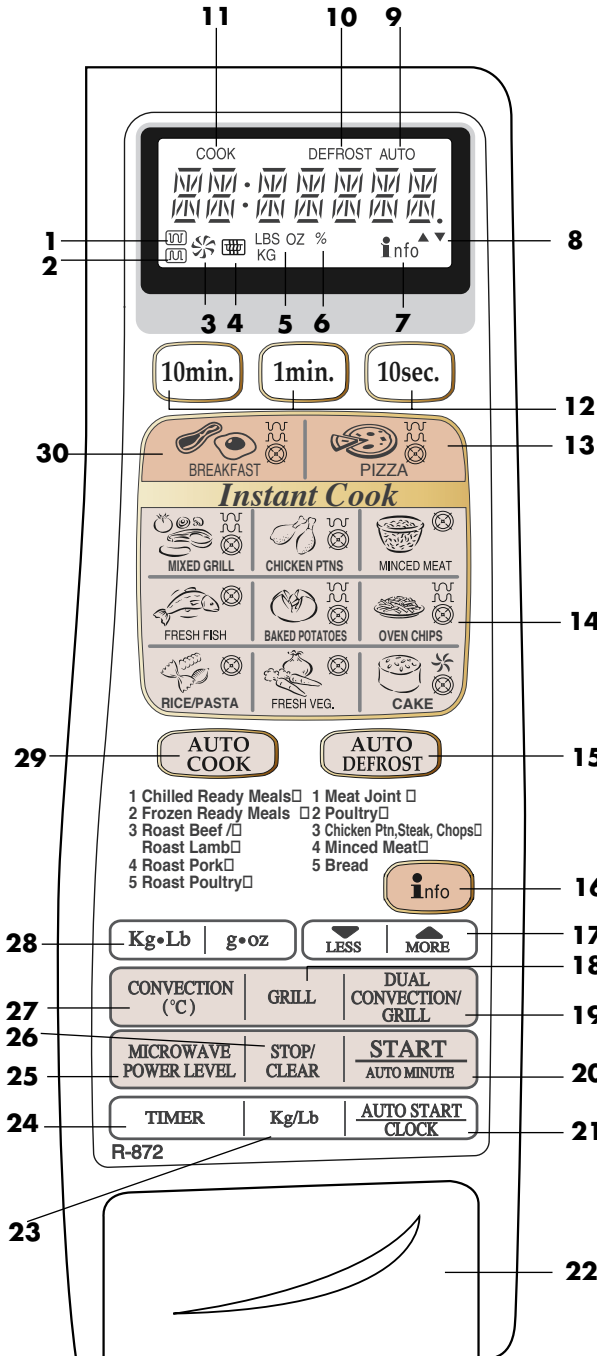 11 10 9
COOK DEFROST AUTO
1
2
LBS OZ %
KG
info
8
3 4 5 6 7
10min. 1min. 10sec.
12
30
BREAKFAST PIZZA
13
Instant Cook
MIXED GRILL CHICKEN PTNS MINCED MEAT
FRESH FISH BAKED POTATOES OVEN CHIPS
14
RICE/PASTA FRESH VEG. CAKE
29
AUTO COOK
AUTO DEFROST
15
1 Chilled Ready Meals
2 Frozen Ready Meals
3 Roast Beef /
Roast Lamb
4 Roast Pork
5 Roast Poultry
1 Meat Joint
2 Poultry
3 Chicken Ptn,Steak, Chops
4 Minced Meat
5 Bread
info
16
28
Kg•Lb g•oz
LESS MORE
17
18
CONVECTION
(°C)
GRILL
DUAL
CONVECTION/
GRILL
27
19
26
MICROWAVE
POWER LEVEL
STOP/
CLEAR
START
AUTO MINUTE
25
20
24
TIMER
Kg/Lb
AUTO START
CLOCK
21
R-872
23
22